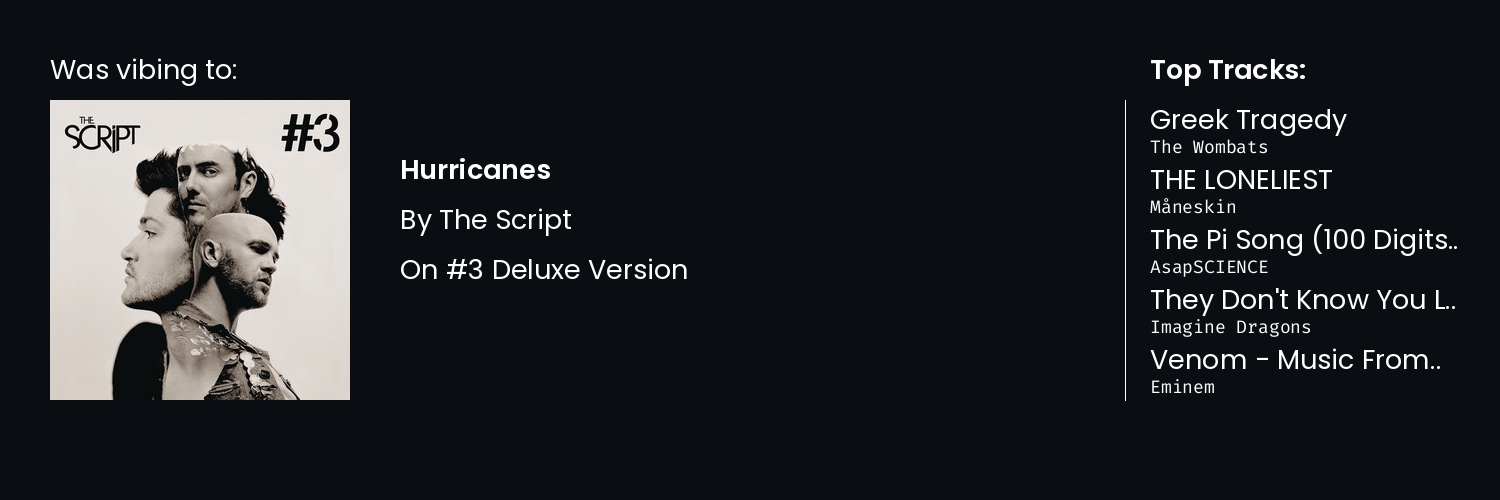 Was vibing to:
THE
SCRIPT
#3
Hurricanes
By The Script
On #3 Deluxe Version
Top Tracks:
Greek Tragedy
The Wombats
THE LONELIEST
Måneskin
The Pi Song (100 Digits..
AsapSCIENCE
They Don't Know You L..
Imagine Dragons
Venom - Music From..
Eminem